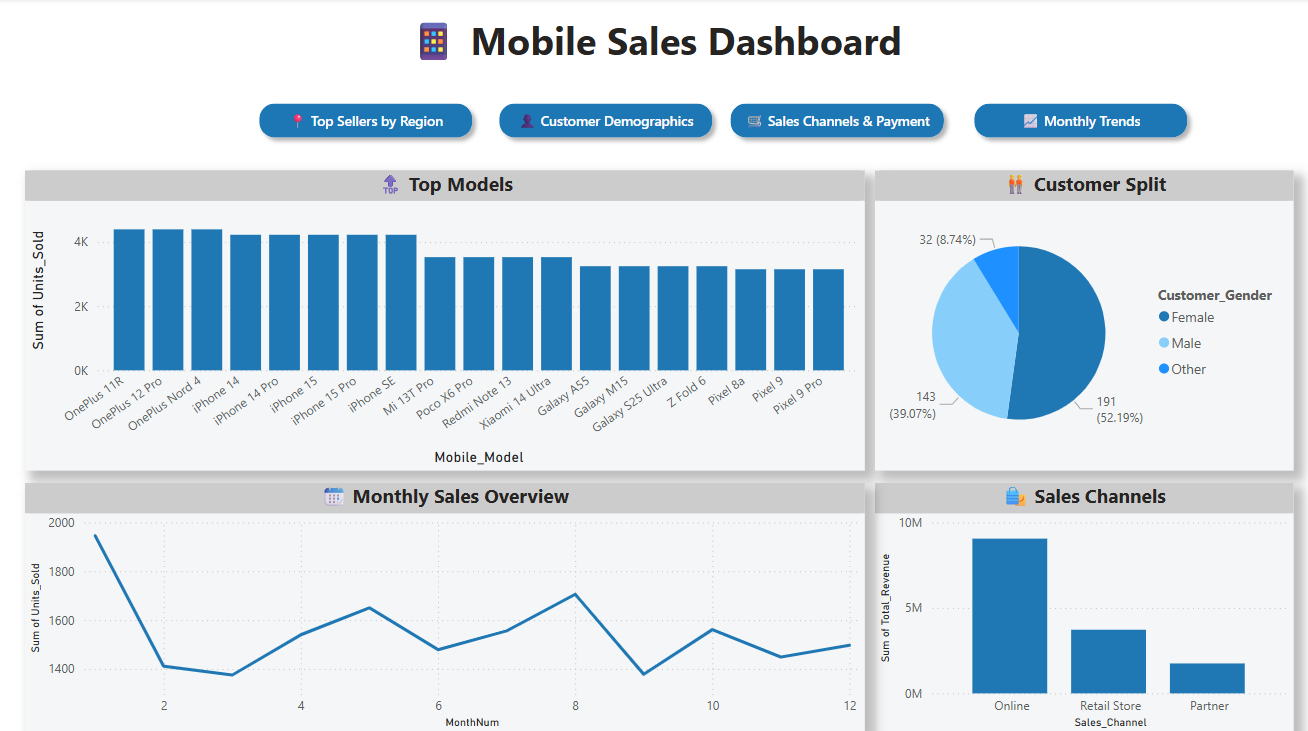 Mobile Sales Dashboard
Top Sellers by Region
Customer Demographics
Sales Channels & Payment
Monthly Trends
TOP
Top Models
Sum of Units_Sold
4K
2K
0K
OnePlus 11R
OnePlus 12 Pro
OnePlus Nord 4
iPhone 14
iPhone 14 Pro
iPhone 15
iPhone 15 Pro
iPhone SE
Mi 13T Pro
Poco X6 Pro
Redmi Note 13
Xiaomi 14 Ultra
Galaxy A55
Galaxy M15
Galaxy S25 Ultra
Z Fold 6
Pixel 8a
Pixel 9
Pixel 9 Pro
Mobile_Model
Customer Split
32 (8.74%)
143
(39.07%)
191
(52.19%)
Customer_Gender
Female
Male
Other
Monthly Sales Overview
Sum of Units_Sold
2000
1800
1600
1400
2
4
6
8
10
12
MonthNum
Sales Channels
Sum of Total_Revenue
10M
5M
0M
Online
Retail Store
Partner
Sales_Channel